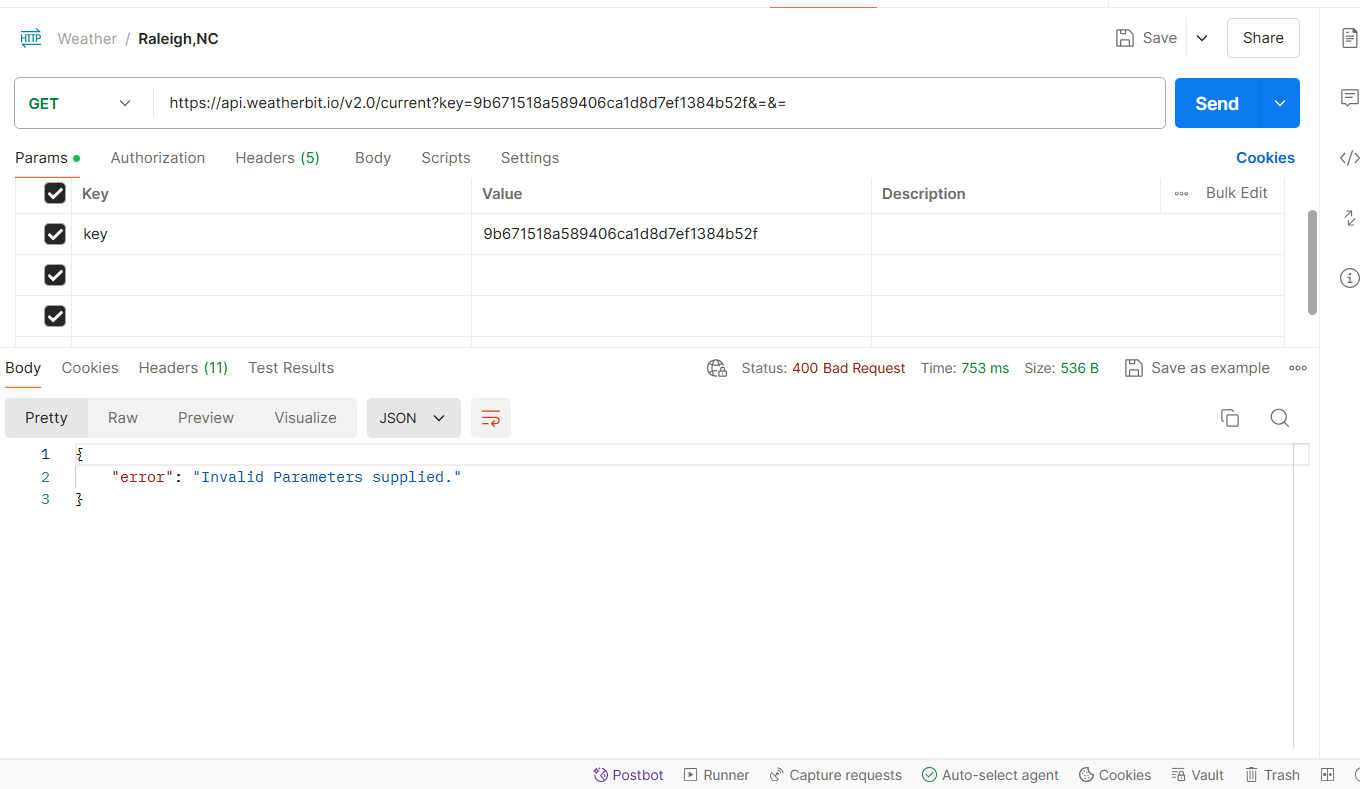 HTTP Weather / Raleigh,NC Save Share
GET https://api.weatherbit.io/v2.0/current?key=9b671518a589406ca1d8d7ef1384b52f&=&= Send
Params Authorization Headers (5) Body Scripts Settings Cookies
Key Value Description Bulk Edit
key 9b671518a589406ca1d8d7ef1384b52f
Body Cookies Headers (11) Test Results Status: 400 Bad Request Time: 753 ms Size: 536 B Save as example
Pretty Raw Preview Visualize JSON
1 {
2 "error": "Invalid Parameters supplied."
3 }
Postbot Runner Capture requests Auto-select agent Cookies Vault Trash